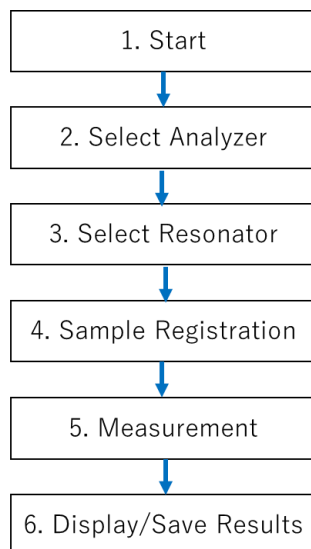 1. Start
2. Select Analyzer
3. Select Resonator
4. Sample Registration
5. Measurement
6. Display/Save Results